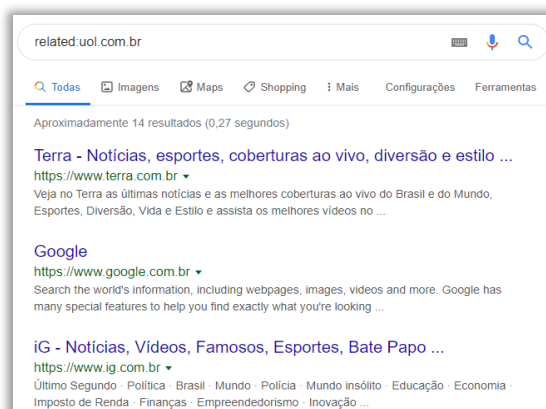 related:uol.com.br
Todas Imagens Maps Shopping Mais Configurações Ferramentas
Aproximadamente 14 resultados (0,27 segundos)
Terra - Notícias, esportes, coberturas ao vivo, diversão e estilo ...
https://www.terra.com.br
Veja no Terra as últimas notícias e as melhores coberturas ao vivo do Brasil e do Mundo,
Esportes, Diversão, Vida e Estilo e assista os melhores vídeos no ...
Google
https://www.google.com.br
Search the world's information, including webpages, images, videos and more. Google has
many special features to help you find exactly what you're looking ...
iG - Notícias, Vídeos, Famosos, Esportes, Bate Papo ...
https://www.ig.com.br
Último Segundo · Política · Brasil · Mundo · Polícia · Mundo insólito · Educação · Economia ·
Imposto de Renda · Finanças · Empreendedorismo · Inovação ...